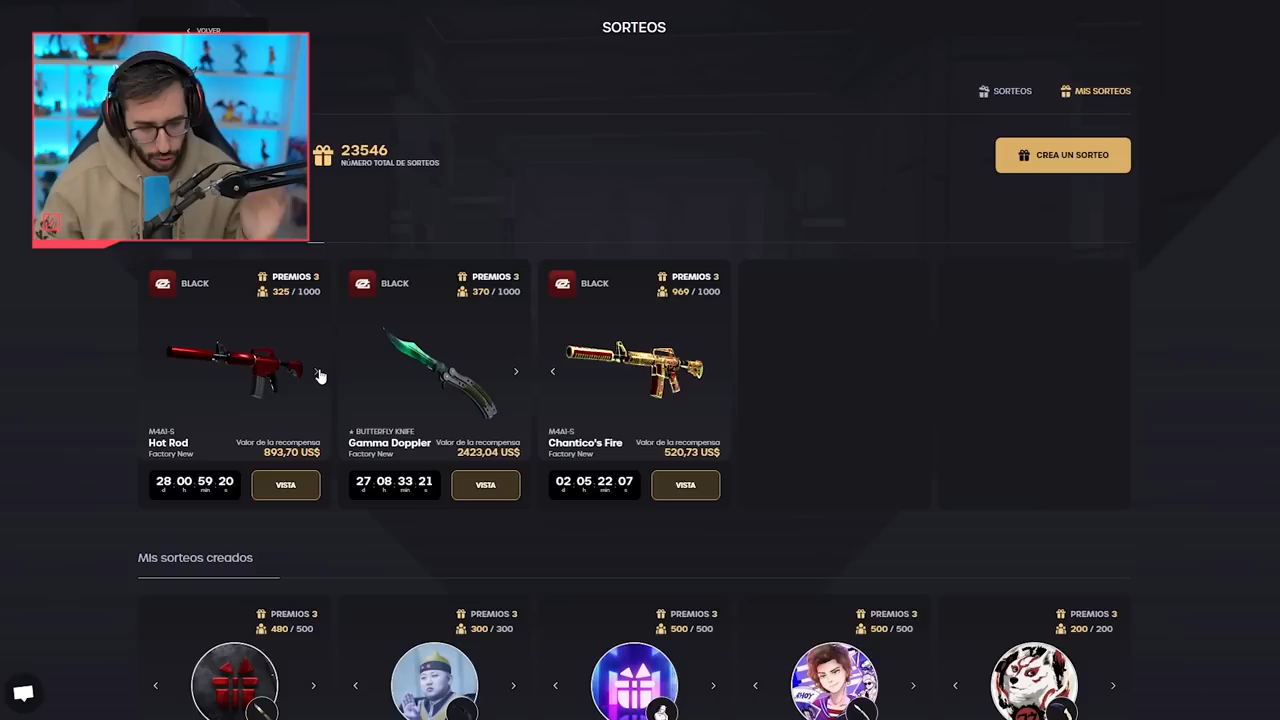 VOLVER
SORTEOS
SORTEOS
MIS SORTEOS
23546
NÚMERO TOTAL DE SORTEOS
CREA UN SORTEO
BLACK
PREMIOS 3
325 / 1000
M4A1-S
Hot Rod
Factory New
Valor de la recompensa
893,70 US$
28 00 59 20
d h min s
VISTA
BLACK
PREMIOS 3
370 / 1000
★ BUTTERFLY KNIFE
Gamma Doppler
Factory New
Valor de la recompensa
2423,04 US$
27 08 33 21
d h min s
VISTA
BLACK
PREMIOS 3
969 / 1000
M4A1-S
Chantico's Fire
Factory New
Valor de la recompensa
520,73 US$
02 05 22 07
d h min s
VISTA
Mis sorteos creados
PREMIOS 3
480 / 500
PREMIOS 3
300 / 300
PREMIOS 3
500 / 500
PREMIOS 3
500 / 500
AHOY
PREMIOS 3
200 / 200